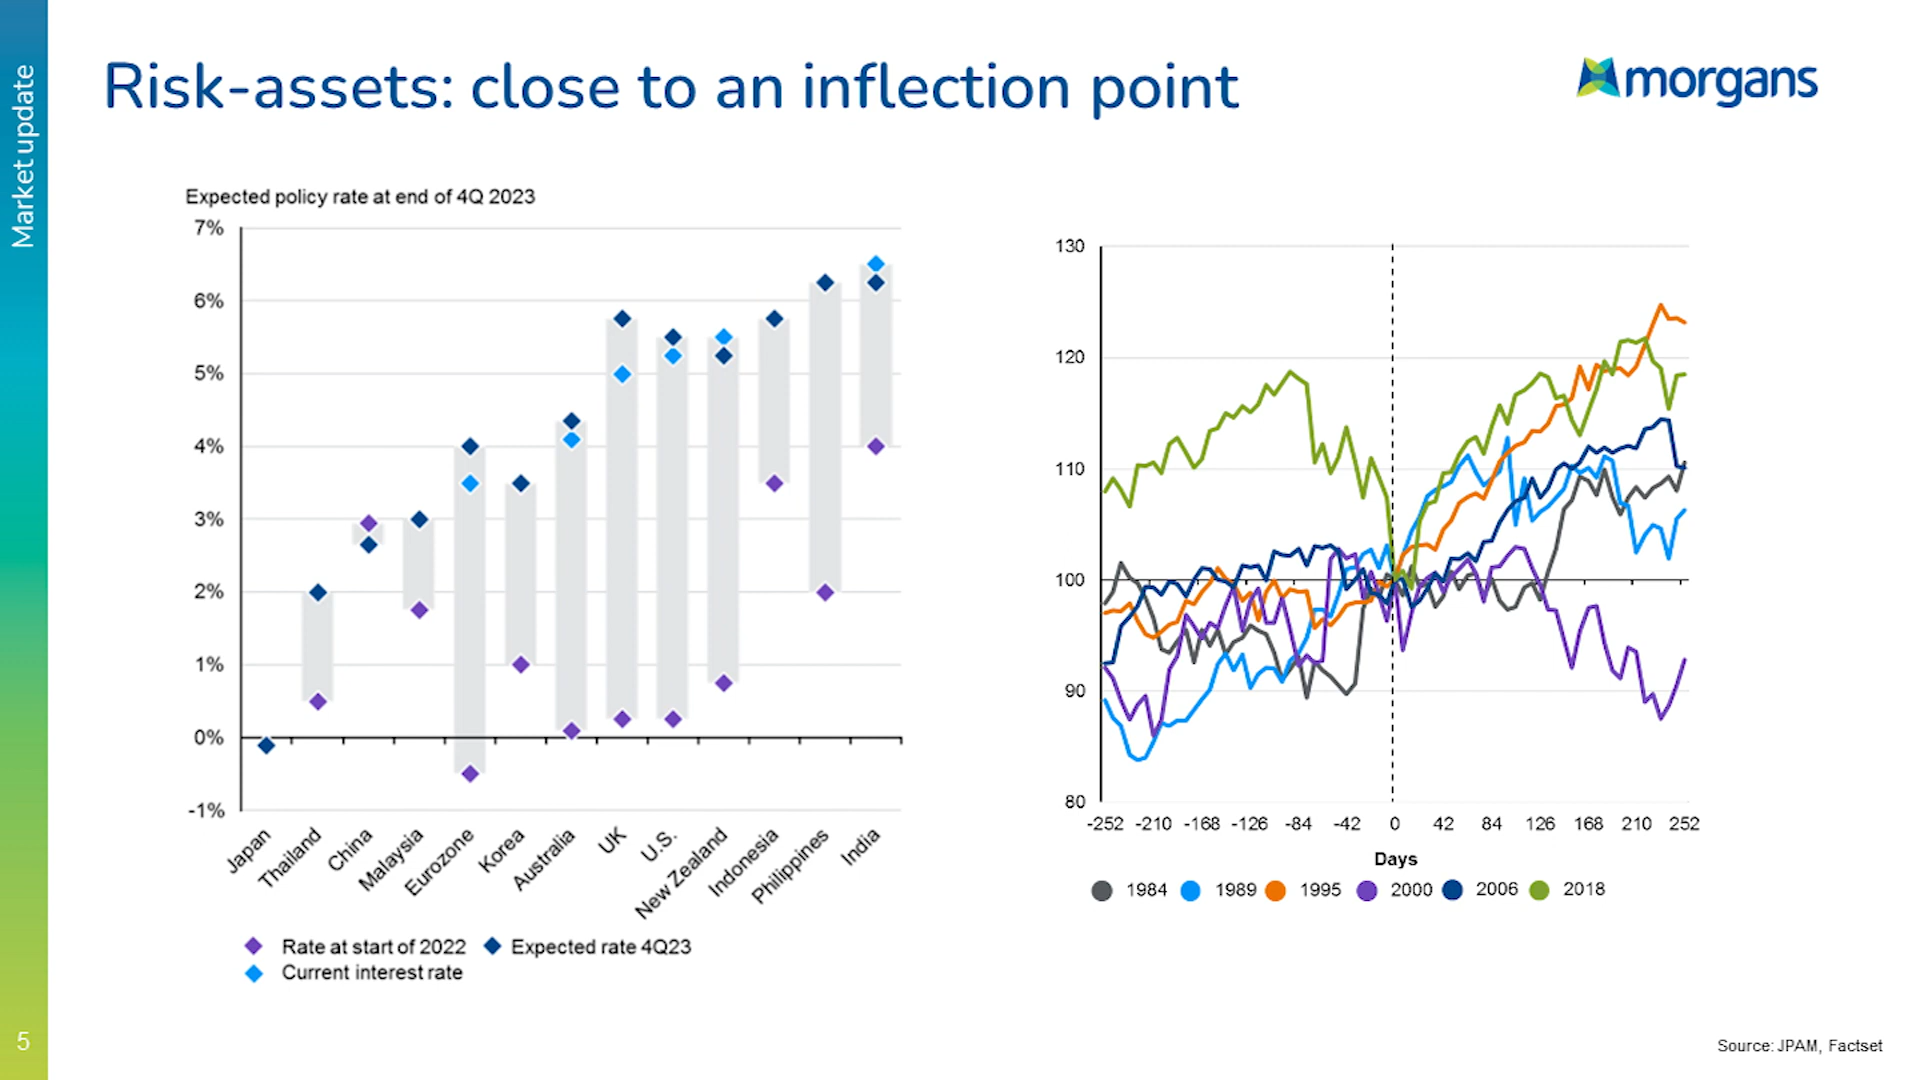 Market update
Risk-assets: close to an inflection point
morgans
Expected policy rate at end of 4Q 2023
7%
6%
5%
4%
3%
2%
1%
0%
-1%
Japan
Thailand
China
Malaysia
Eurozone
Korea
Australia
UK
U.S.
New Zealand
Indonesia
Philippines
India
Rate at start of 2022 Expected rate 4Q23
Current interest rate
130
120
110
100
90
80
-252 -210 -168 -126 -84 -42 0 42 84 126 168 210 252
Days
1984 1989 1995 2000 2006 2018
5
Source: JPAM, Factset